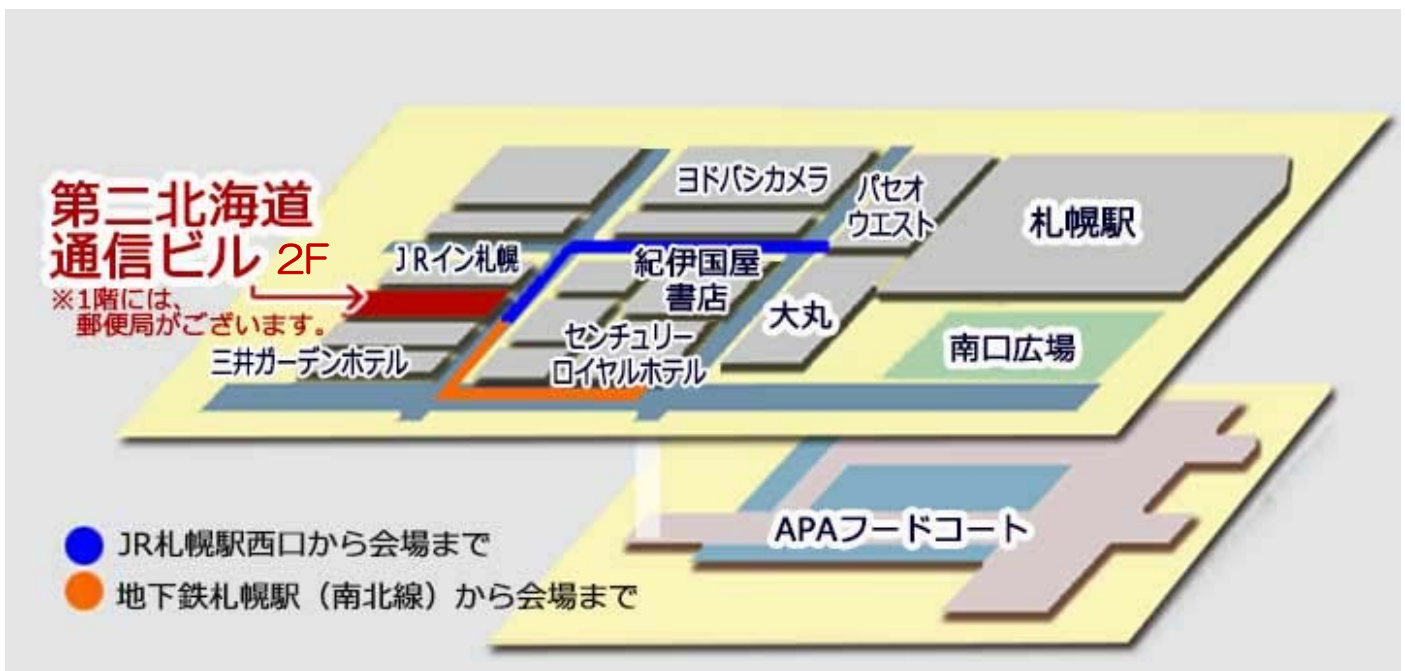 第二北海道
通信ビル 2F
※1階には、
郵便局がございます。
ヨドバシカメラ
パセオ
ウエスト
札幌駅
JRイン札幌
紀伊国屋
書店
大丸
三井ガーデンホテル
センチュリー
ロイヤルホテル
南口広場
APAフードコート
JR札幌駅西口から会場まで
地下鉄札幌駅（南北線）から会場まで